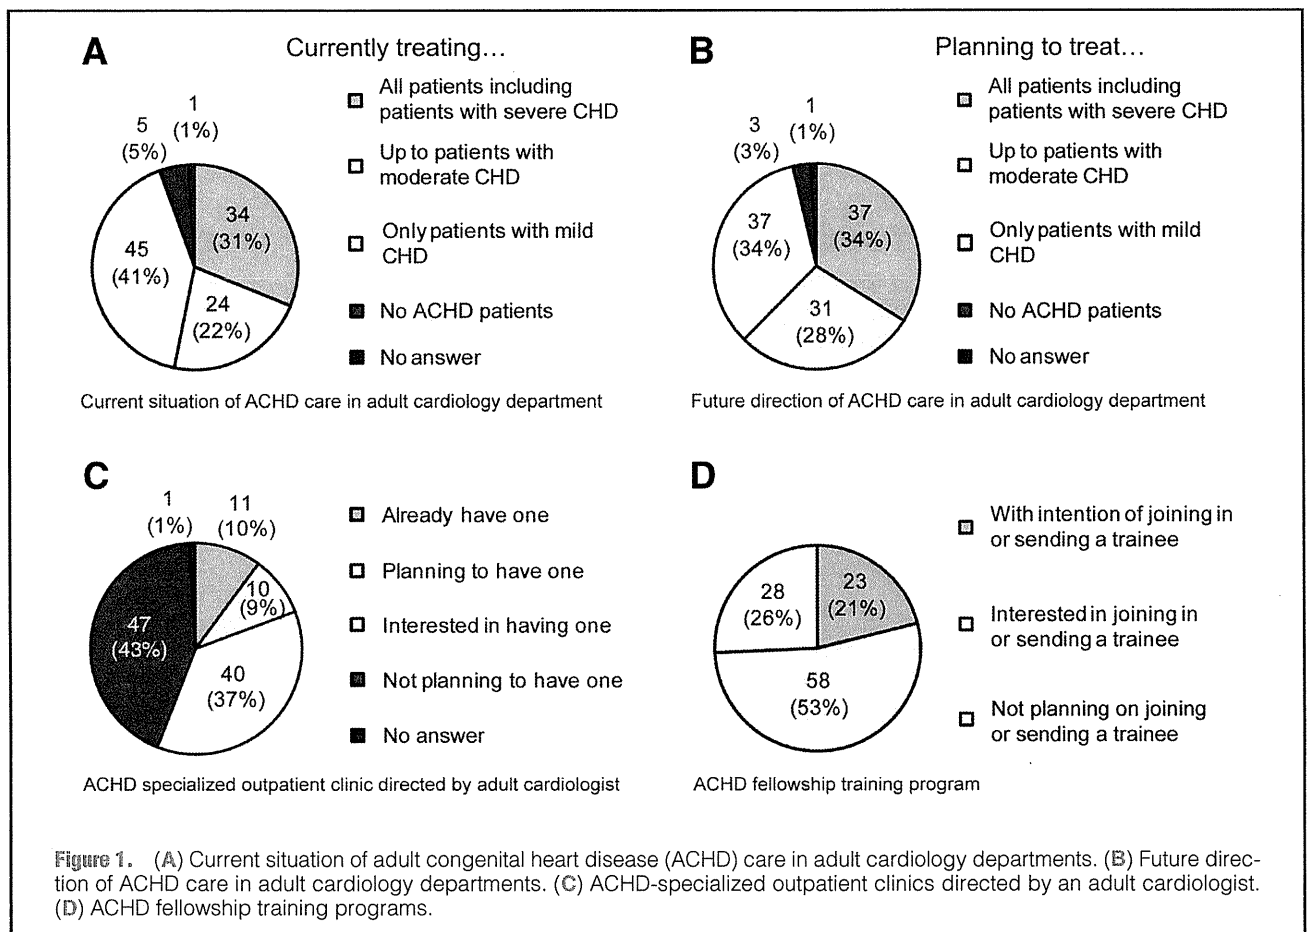 A
Currently treating...
1
(1%)
5
(5%)
34
(31%)
45
(41%)
24
(22%)
All patients including
patients with severe CHD
Up to patients with
moderate CHD
Only patients with mild
CHD
No ACHD patients
No answer
Current situation of ACHD care in adult cardiology department
B
Planning to treat...
1
(1%)
3
(3%)
37
(34%)
37
(34%)
31
(28%)
All patients including
patients with severe CHD
Up to patients with
moderate CHD
Only patients with mild
CHD
No ACHD patients
No answer
Future direction of ACHD care in adult cardiology department
C
1
(1%)
11
(10%)
10
(9%)
47
(43%)
40
(37%)
Already have one
Planning to have one
Interested in having one
Not planning to have one
No answer
ACHD specialized outpatient clinic directed by adult cardiologist
D
28
(26%)
23
(21%)
58
(53%)
With intention of joining in
or sending a trainee
Interested in joining in
or sending a trainee
Not planning on joining
or sending a trainee
ACHD fellowship training program
Figure 1. (A) Current situation of adult congenital heart disease (ACHD) care in adult cardiology departments. (B) Future direc-
tion of ACHD care in adult cardiology departments. (C) ACHD-specialized outpatient clinics directed by an adult cardiologist.
(D) ACHD fellowship training programs.